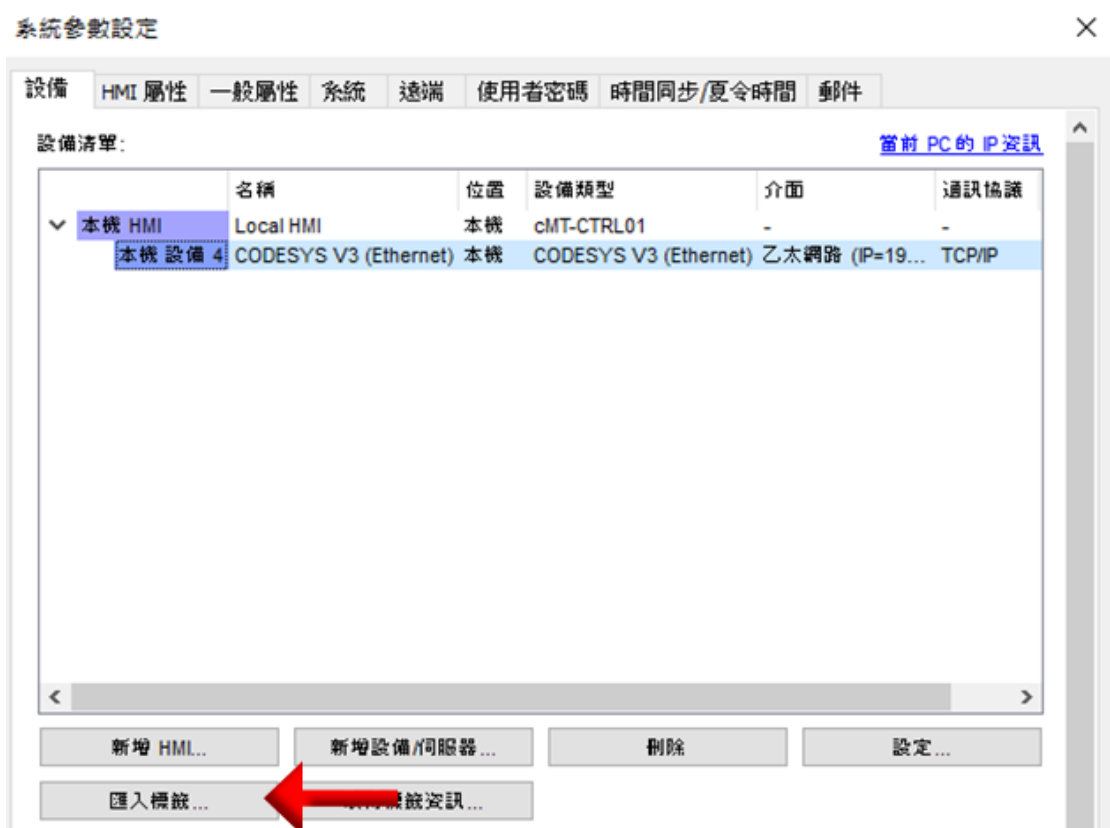 系統參數設定
設備 HMI 屬性 一般屬性 系統 遠端 使用者密碼 時間同步/夏令時間 郵件
設備清單: 當前 PC 的 IP 資訊
名稱 位置 設備類型 介面 通訊協議
本機 HMI Local HMI 本機 cMT-CTRL01 - -
本機 設備 4 CODESYS V3 (Ethernet) 本機 CODESYS V3 (Ethernet) 乙太網路 (IP=19... TCP/IP
新增 HMI... 新增設備/伺服器... 刪除 設定...
匯入標籤... 標籤資訊...